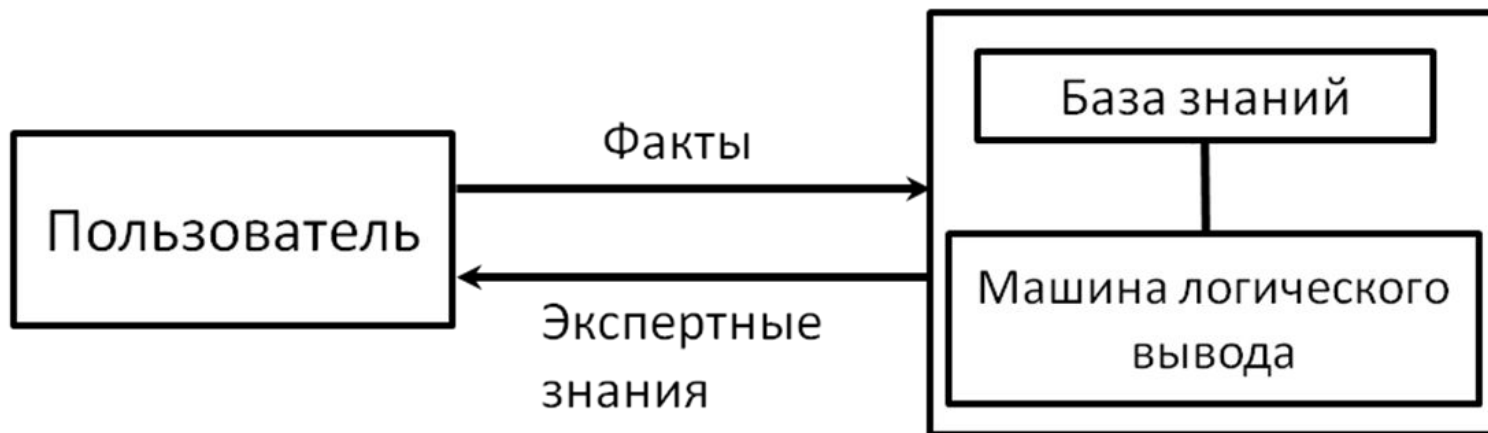 База знаний
Факты
Пользователь
Машина логического
вывода
Экспертные
знания